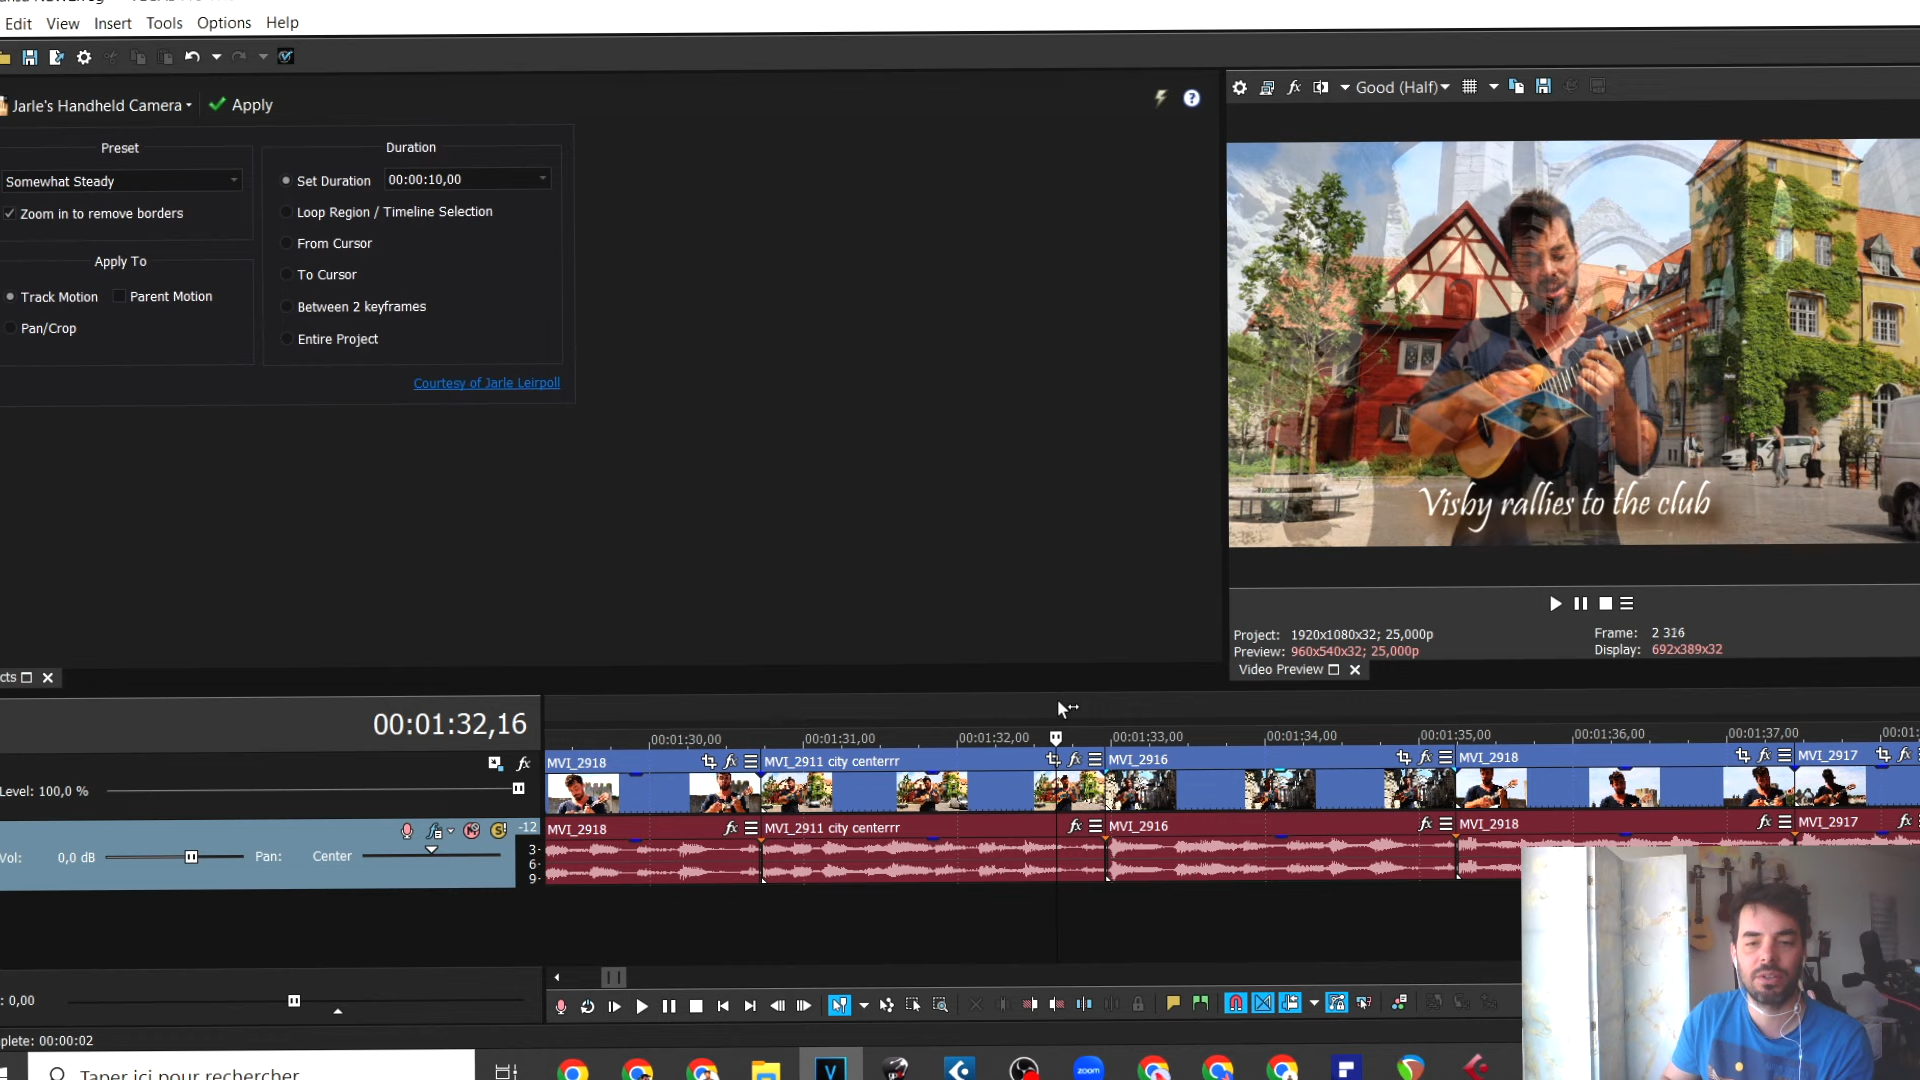 Edit View Insert Tools Options Help
Jarle's Handheld Camera Apply
Good (Half)
Preset
Somewhat Steady
Zoom in to remove borders
Apply To
Track Motion Parent Motion
Pan/Crop
Duration
Set Duration 00:00:10,00
Loop Region / Timeline Selection
From Cursor
To Cursor
Between 2 keyframes
Entire Project
Courtesy of Jarle Leirpoll
Visby rallies to the club
Project: 1920x1080x32; 25,000p
Frame: 2 316
Preview: 960x540x32; 25,000p
Display: 692x389x32
Video Preview
00:01:32,16
00:01:30,00 00:01:31,00 00:01:32,00 00:01:33,00 00:01:34,00 00:01:35,00 00:01:36,00 00:01:37,00
MVI_2918 MVI_2911 city centerrr MVI_2916 MVI_2918 MVI_2917
Level: 100,0 %
MVI_2918 MVI_2911 city centerrr MVI_2916 MVI_2918 MVI_2917
-12
3-
6-
9-
Vol: 0,0 dB Pan: Center
: 0,00
plete: 00:00:02
Taper ici pour rechercher
zoom